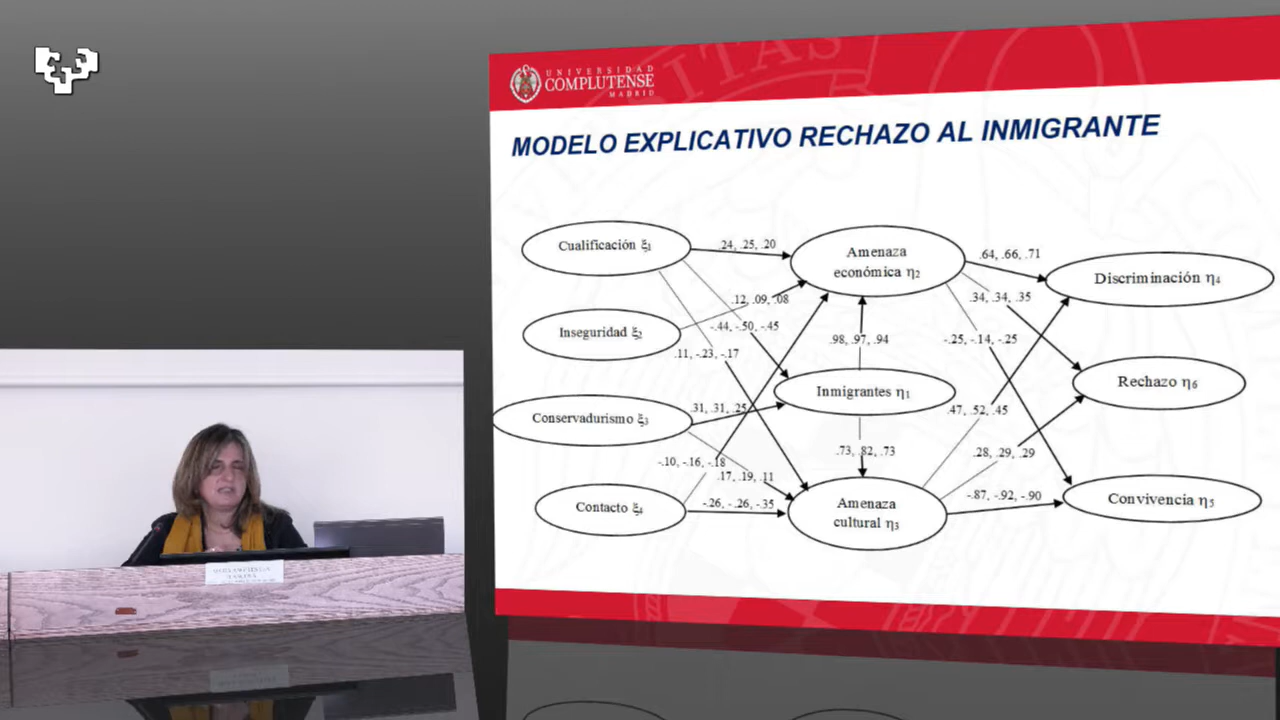 UNIVERSIDAD
COMPLUTENSE
MADRID
MODELO EXPLICATIVO RECHAZO AL INMIGRANTE
Cualificación ξ1
.24, .25, .20
Amenaza
económica η2
.64, .66, .71
Discriminación η4
.12, .09, .08
.34, .34, .35
Inseguridad ξ2
-.44, -.50, -.45
.98, .97, .94
-.25, -.14, -.25
.11, -.23, -.17
Inmigrantes η1
Rechazo η6
Conservadurismo ξ3
.31, .31, .25
.47, .52, .45
.73, .82, .73
.28, .29, .29
-.10, -.16, -.18
.17, .19, .11
Contacto ξ4
-.26, -.26, -.35
Amenaza
cultural η3
-.87, -.92, -.90
Convivencia η5